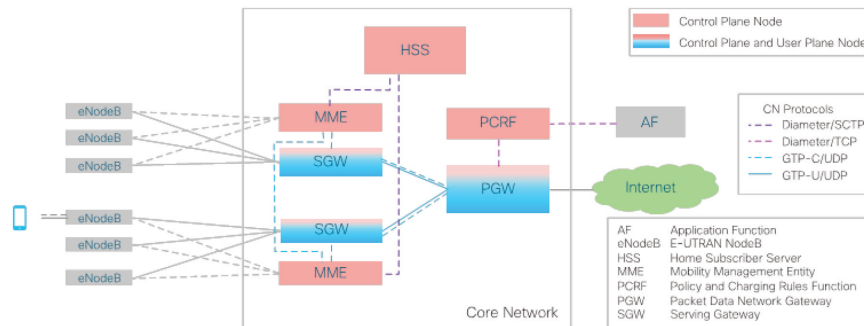 Control Plane Node
Control Plane and User Plane Node
HSS
eNodeB
eNodeB
eNodeB
MME
SGW
PCRF
AF
PGW
Internet
CN Protocols
Diameter/SCTP
Diameter/TCP
GTP-C/UDP
GTP-U/UDP
eNodeB
eNodeB
eNodeB
SGW
MME
Core Network
AF Application Function
eNodeB E-UTRAN NodeB
HSS Home Subscriber Server
MME Mobility Management Entity
PCRF Policy and Charging Rules Function
PGW Packet Data Network Gateway
SGW Serving Gateway